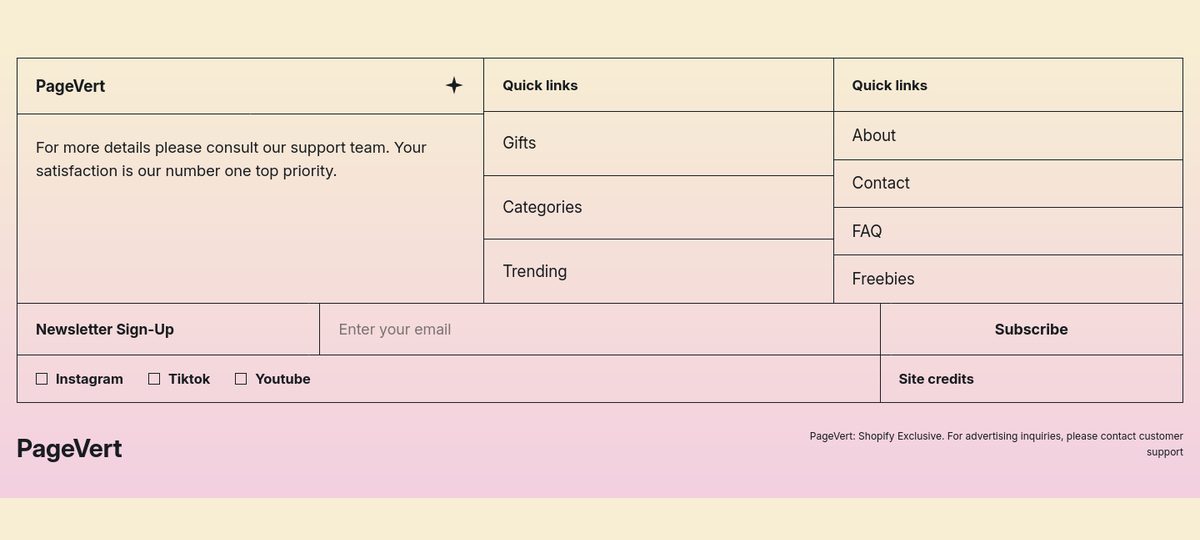 PageVert
For more details please consult our support team. Your
satisfaction is our number one top priority.
Quick links
Gifts
Categories
Trending
Quick links
About
Contact
FAQ
Freebies
Newsletter Sign-Up
Enter your email
Subscribe
Instagram
Tiktok
Youtube
Site credits
PageVert
PageVert: Shopify Exclusive. For advertising inquiries, please contact customer
support